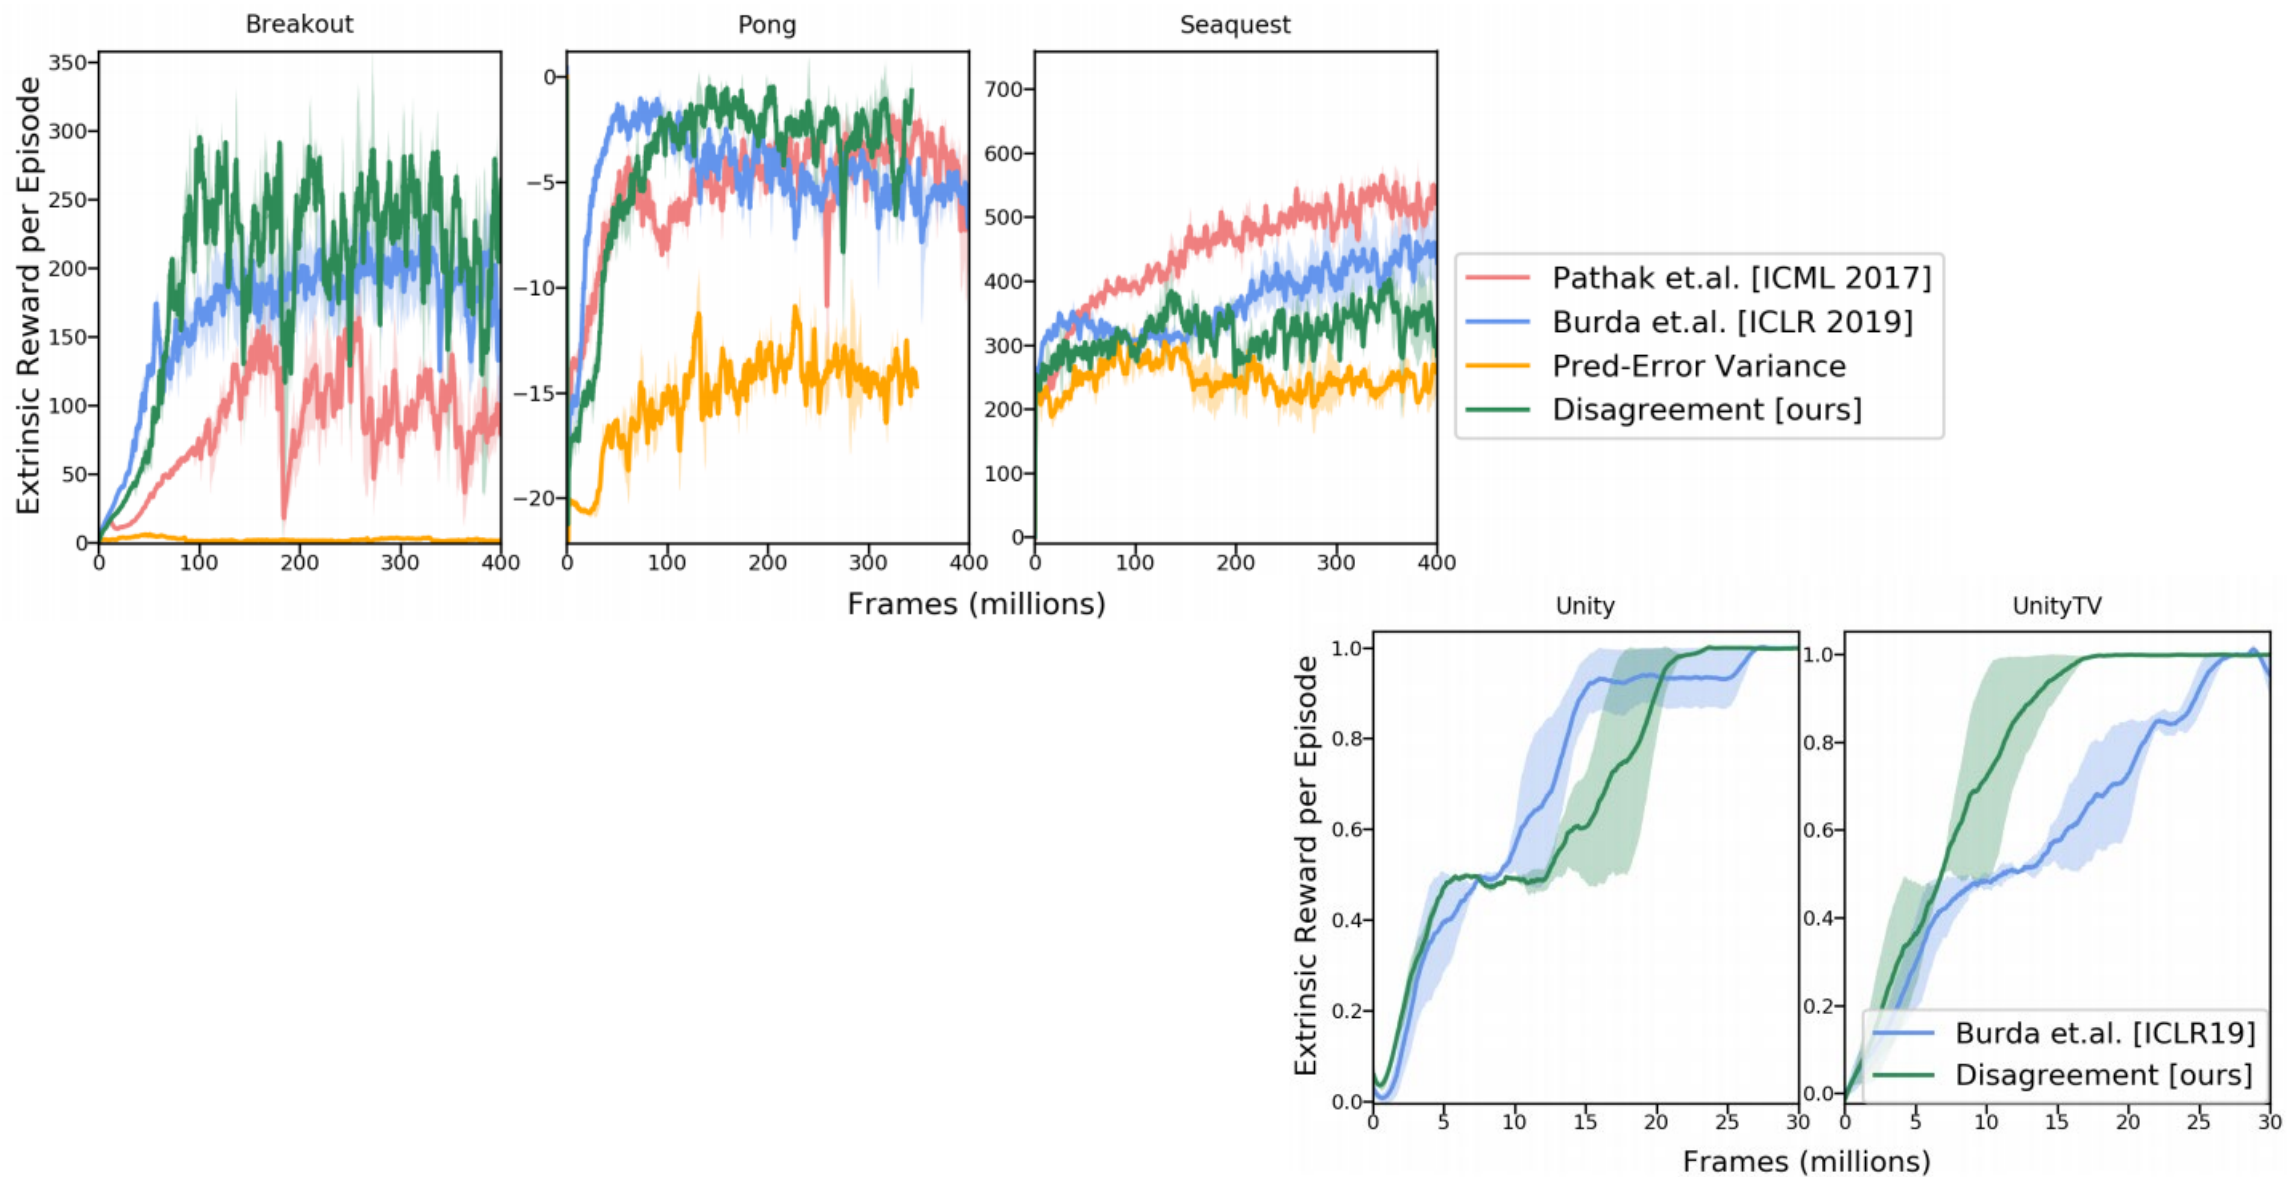 Breakout
Pong
Seaquest
Extrinsic Reward per Episode
350
300
250
200
150
100
50
0
0 100 200 300 400
0
−5
−10
−15
−20
0 100 200 300 400
700
600
500
400
300
200
100
0
0 100 200 300 400
Frames (millions)
Pathak et.al. [ICML 2017]
Burda et.al. [ICLR 2019]
Pred-Error Variance
Disagreement [ours]
Unity
UnityTV
Extrinsic Reward per Episode
1.0
0.8
0.6
0.4
0.2
0.0
0 5 10 15 20 25 30
1.0
0.8
0.6
0.4
0.2
0.0
0 5 10 15 20 25 30
Burda et.al. [ICLR19]
Disagreement [ours]
Frames (millions)